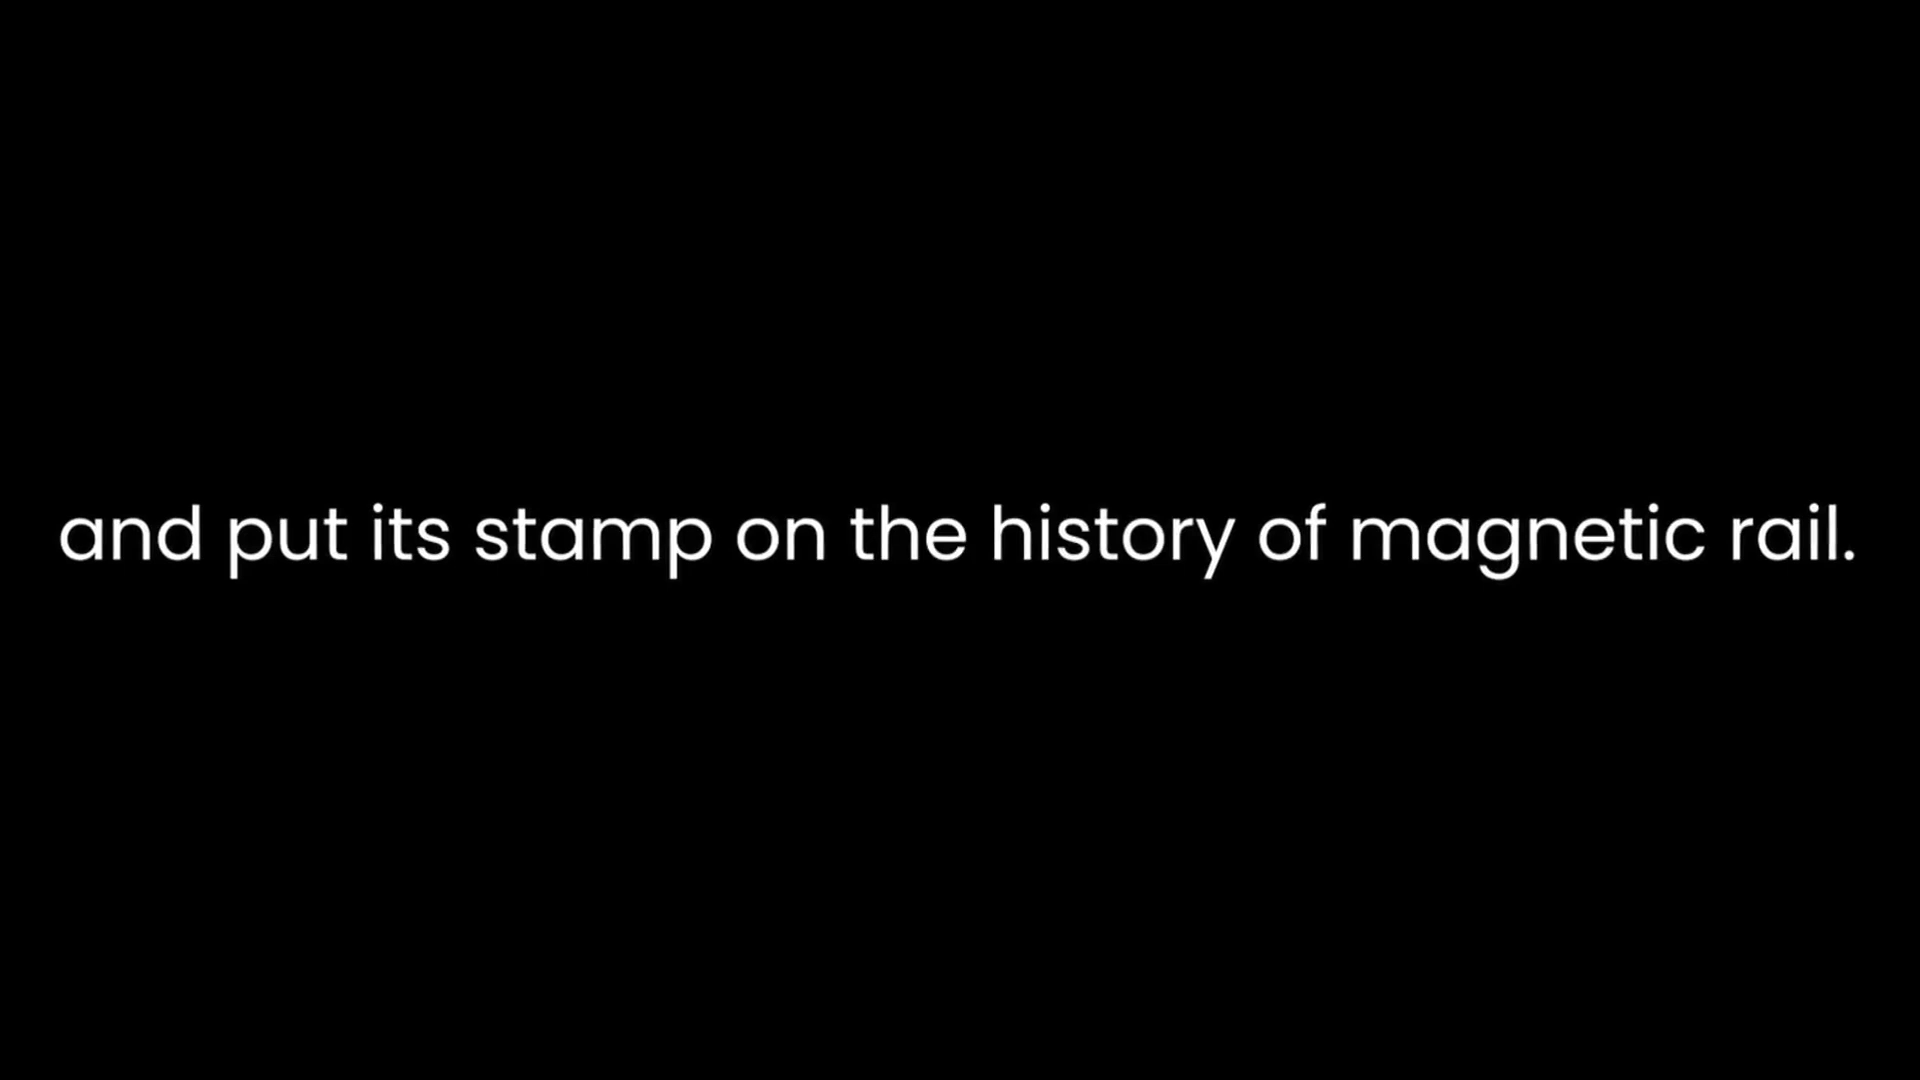 and put its stamp on the history of magnetic rail.